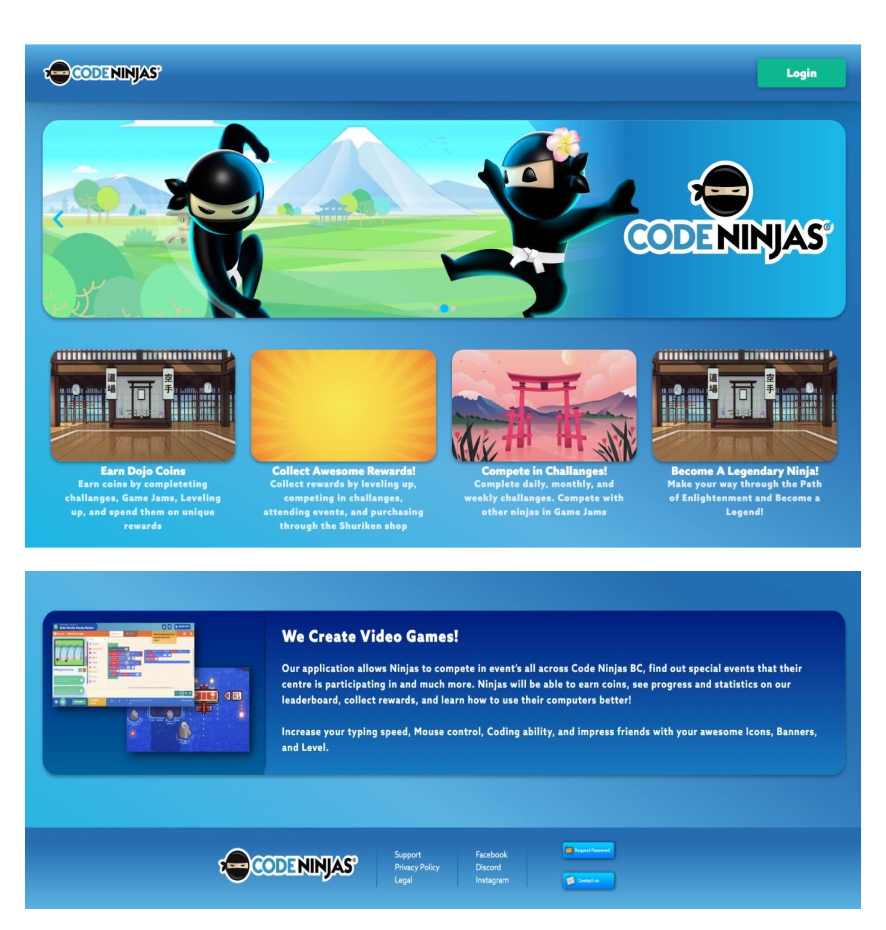 CODE NINJAS®
Login
CODE NINJAS®
道場
空手
道場
空手
Earn Dojo Coins
Earn coins by completeting
challanges, Game Jams, Leveling
up, and spend them on unique
rewards
Collect Awesome Rewards!
Collect rewards by leveling up,
competing in challanges,
attending events, and purchasing
through the Shuriken shop
Compete in Challanges!
Complete daily, monthly, and
weekly challanges. Compete with
other ninjas in Game Jams
Become A Legendary Ninja!
Make your way through the Path
of Enlightenment and Become a
Legend!
We Create Video Games!
Our application allows Ninjas to compete in event's all across Code Ninjas BC, find out special events that their
centre is participating in and much more. Ninjas will be able to earn coins, see progress and statistics on our
leaderboard, collect rewards, and learn how to use their computers better!
Increase your typing speed, Mouse control, Coding ability, and impress friends with your awesome Icons, Banners,
and Level.
CODE NINJAS®
Support
Privacy Policy
Legal
Facebook
Discord
Instagram
Request Password
Contact us